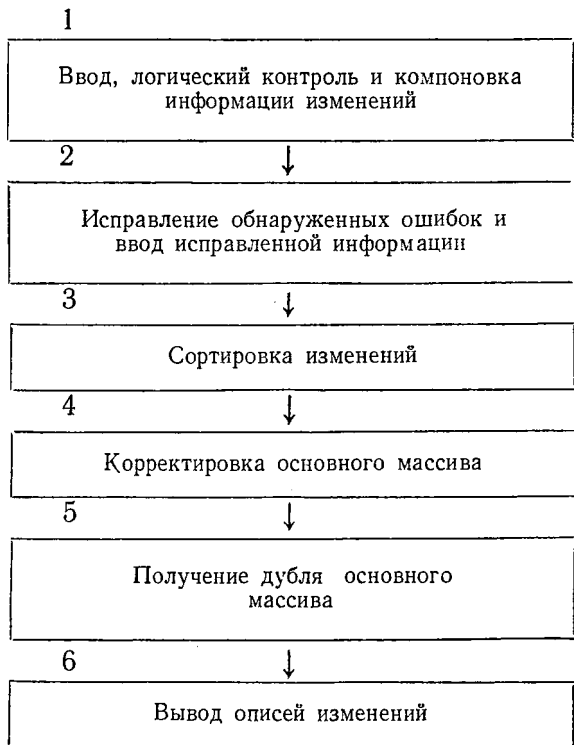 1
Ввод, логический контроль и компоновка
информации изменений
2
Исправление обнаруженных ошибок и
ввод исправленной информации
3
Сортировка изменений
4
Корректировка основного массива
5
Получение дубля основного
массива
6
Вывод описей изменений